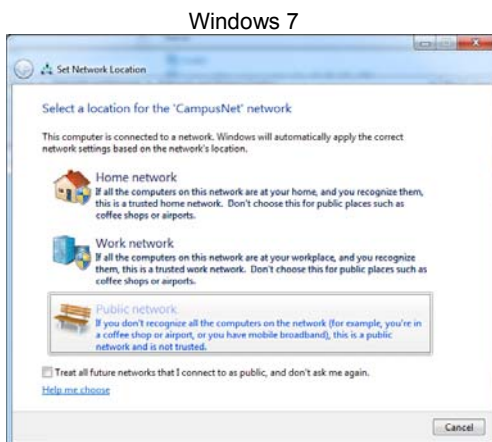 Windows 7
Set Network Location
Select a location for the 'CampusNet' network
This computer is connected to a network. Windows will automatically apply the correct
network settings based on the network's location.
Home network
If all the computers on this network are at your home, and you recognize them,
this is a trusted home network.  Don't choose this for public places such as
coffee shops or airports.
Work network
If all the computers on this network are at your workplace, and you recognize
them, this is a trusted work network.  Don't choose this for public places such as
coffee shops or airports.
Public network
If you don't recognize all the computers on the network (for example, you're in
a coffee shop or airport, or you have mobile broadband), this is a public
network and is not trusted.
Treat all future networks that I connect to as public, and don't ask me again.
Help me choose
Cancel